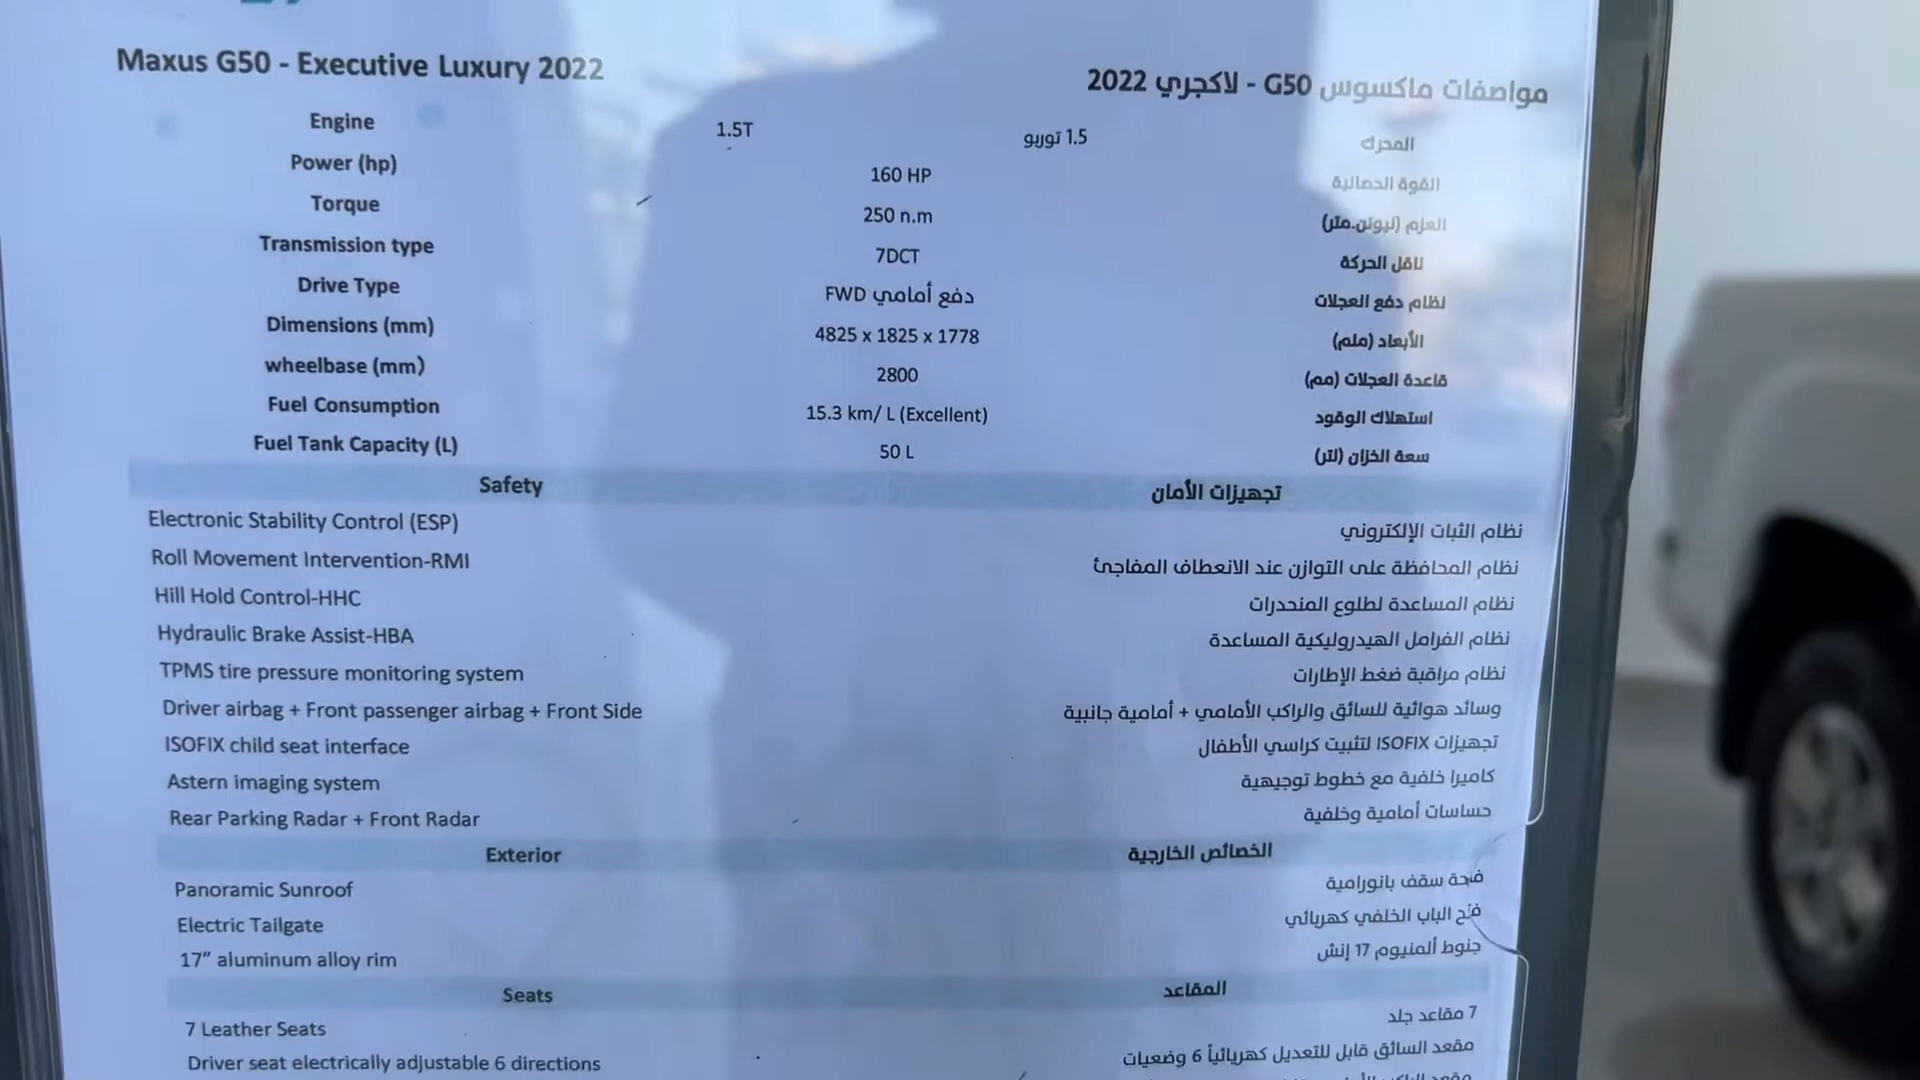 Maxus G50 - Executive Luxury 2022 مواصفات ماكسوس G50 - لاكجري 2022
Engine 1.5T 1.5 توربو المحرك
Power (hp) 160 HP القوة الحصانية
Torque 250 n.m العزم (نيوتن.متر)
Transmission type 7DCT ناقل الحركة
Drive Type FWD دفع أمامي نظام دفع العجلات
Dimensions (mm) 4825 x 1825 x 1778 الأبعاد (ملم)
wheelbase (mm) 2800 قاعدة العجلات (مم)
Fuel Consumption 15.3 km/ L (Excellent) استهلاك الوقود
Fuel Tank Capacity (L) 50 L سعة الخزان (لتر)
Safety تجهيزات الأمان
Electronic Stability Control (ESP) نظام الثبات الإلكتروني
Roll Movement Intervention-RMI نظام المحافظة على التوازن عند الانعطاف المفاجئ
Hill Hold Control-HHC نظام المساعدة لطلوع المنحدرات
Hydraulic Brake Assist-HBA نظام الفرامل الهيدروليكية المساعدة
TPMS tire pressure monitoring system نظام مراقبة ضغط الإطارات
Driver airbag + Front passenger airbag + Front Side وسائد هوائية للسائق والراكب الأمامي + أمامية جانبية
ISOFIX child seat interface تجهيزات ISOFIX لتثبيت كراسي الأطفال
Astern imaging system كاميرا خلفية مع خطوط توجيهية
Rear Parking Radar + Front Radar حساسات أمامية وخلفية
Exterior الخصائص الخارجية
Panoramic Sunroof فتحة سقف بانورامية
Electric Tailgate فتح الباب الخلفي كهربائي
17” aluminum alloy rim جنوط ألمنيوم 17 إنش
Seats المقاعد
7 Leather Seats 7 مقاعد جلد
Driver seat electrically adjustable 6 directions مقعد السائق قابل للتعديل كهربائياً 6 وضعيات